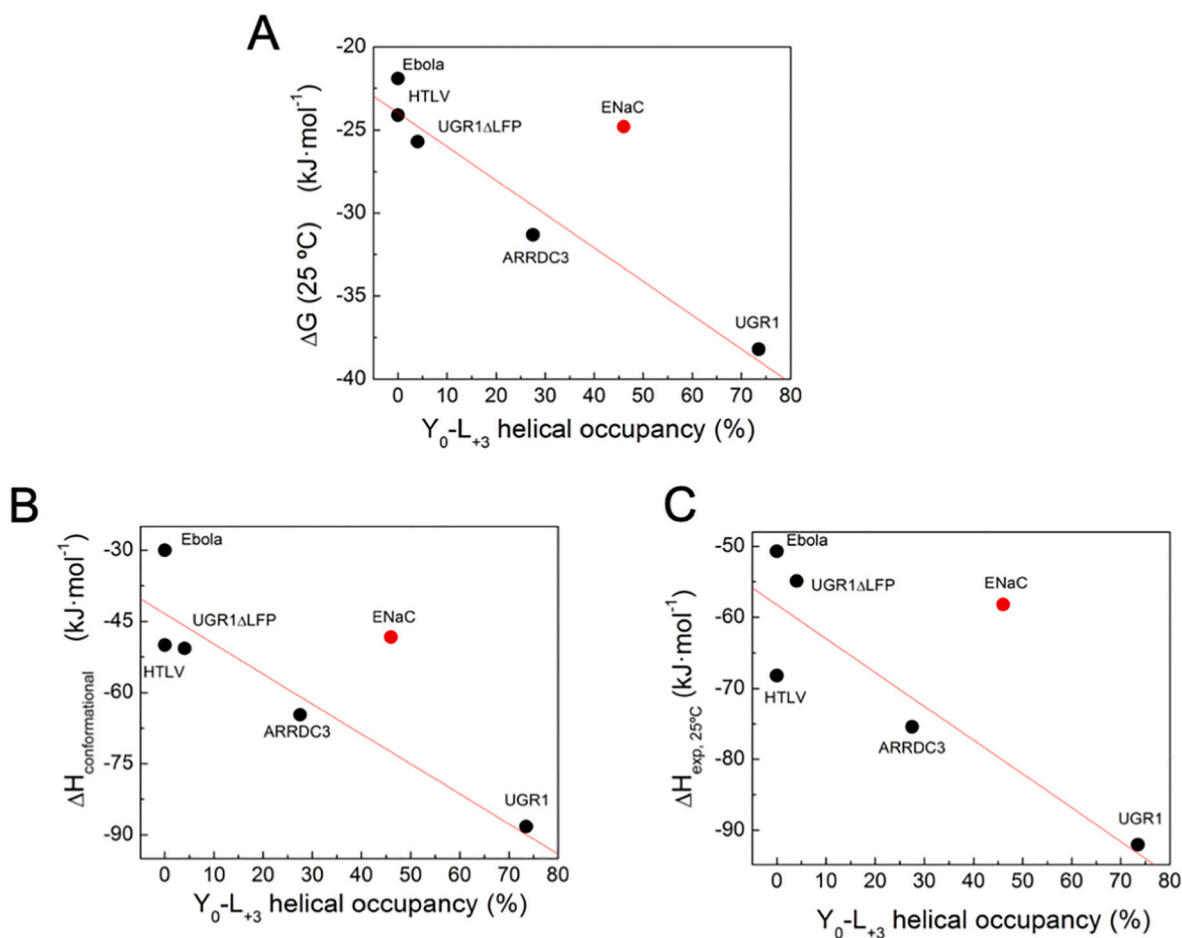 A
ΔG (25 ºC) (kJ·mol⁻¹)
-20
-25
-30
-35
-40
Ebola
HTLV
UGR1ΔLFP
ENaC
ARRDC3
UGR1
0 10 20 30 40 50 60 70 80
Y₀-L₊₃ helical occupancy (%)
B
ΔH conformational (kJ·mol⁻¹)
-30
-45
-60
-75
-90
Ebola
UGR1ΔLFP
ENaC
HTLV
ARRDC3
UGR1
0 10 20 30 40 50 60 70 80
Y₀-L₊₃ helical occupancy (%)
C
ΔH exp, 25ºC (kJ·mol⁻¹)
-50
-60
-70
-80
-90
Ebola
UGR1ΔLFP
ENaC
HTLV
ARRDC3
UGR1
0 10 20 30 40 50 60 70 80
Y₀-L₊₃ helical occupancy (%)